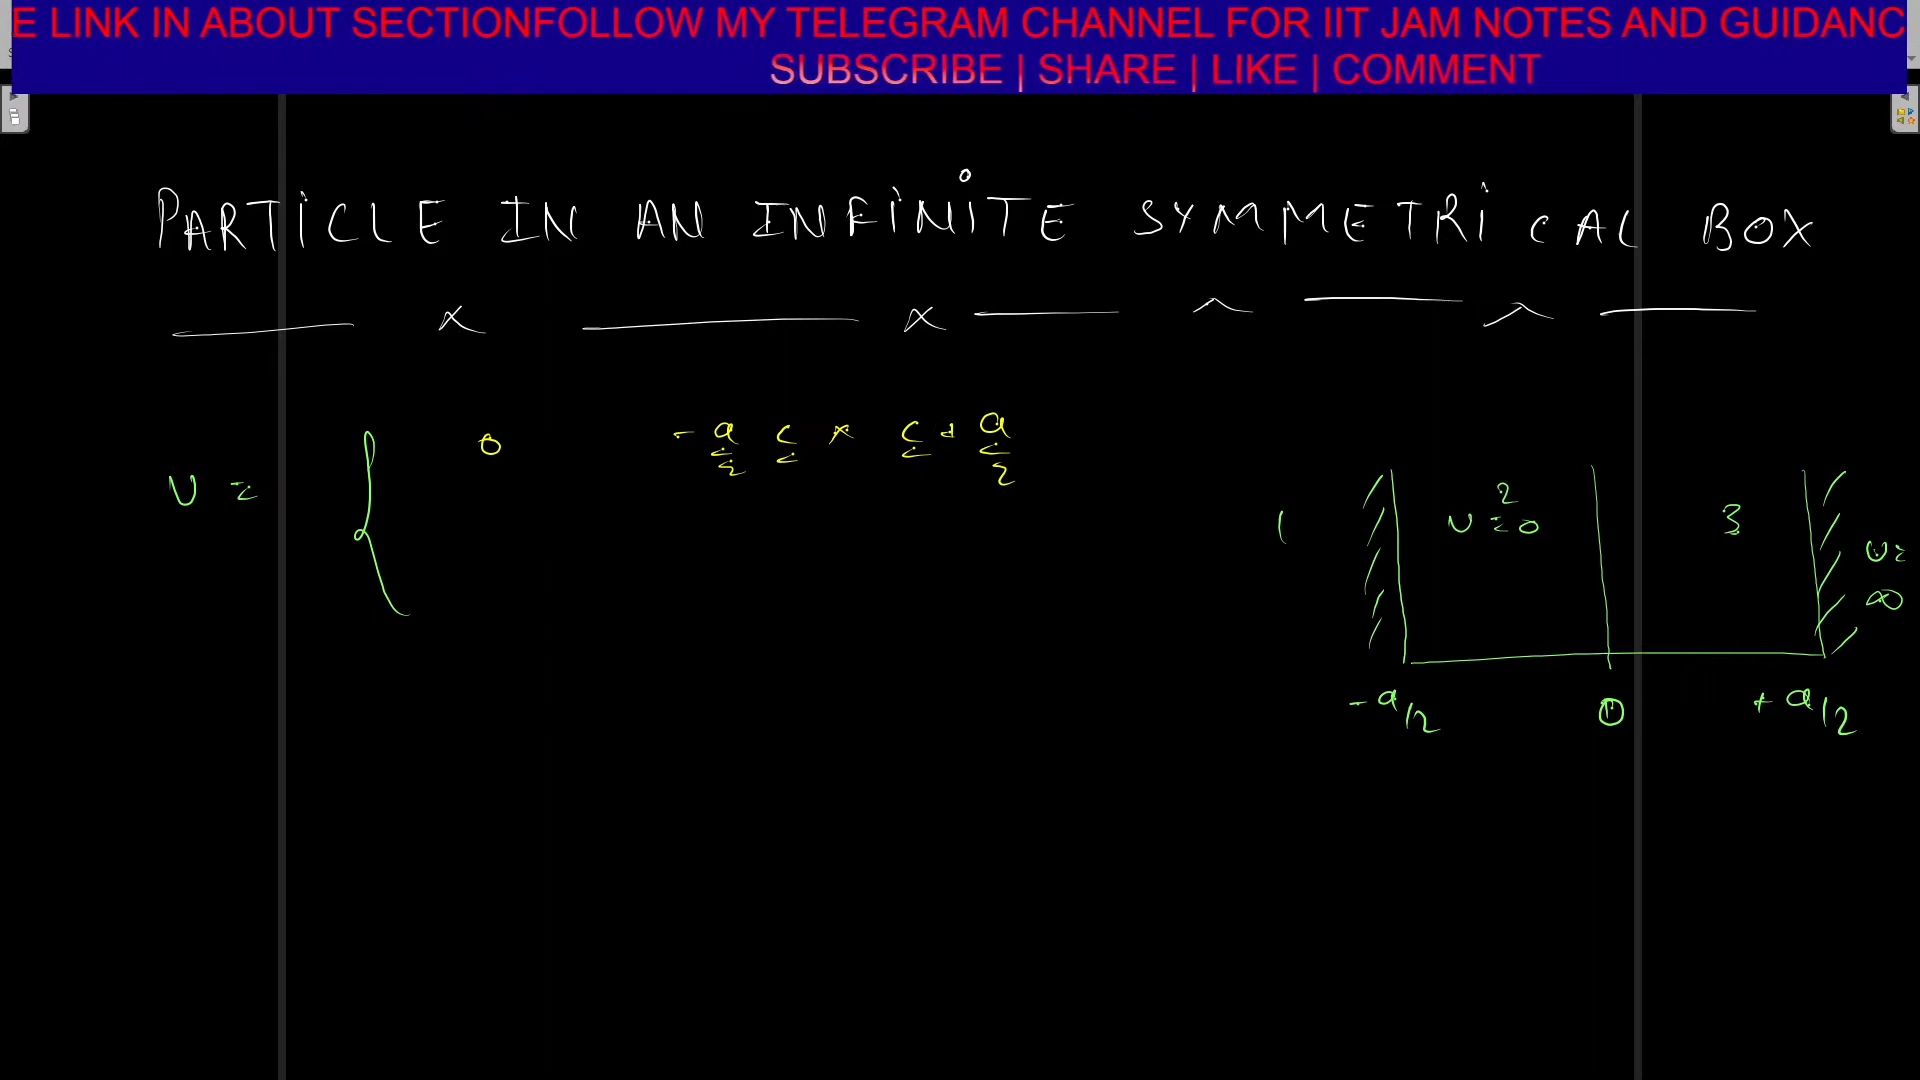 E LINK IN ABOUT SECTIONFOLLOW MY TELEGRAM CHANNEL FOR IIT JAM NOTES AND GUIDANC
SUBSCRIBE | SHARE | LIKE | COMMENT
PARTICLE IN AN INFINITE SYMMETRICAL BOX
V = { 0 -a/2 ≤ x ≤ +a/2
1 2 3
V=0 V=
∞
-a/2 0 +a/2